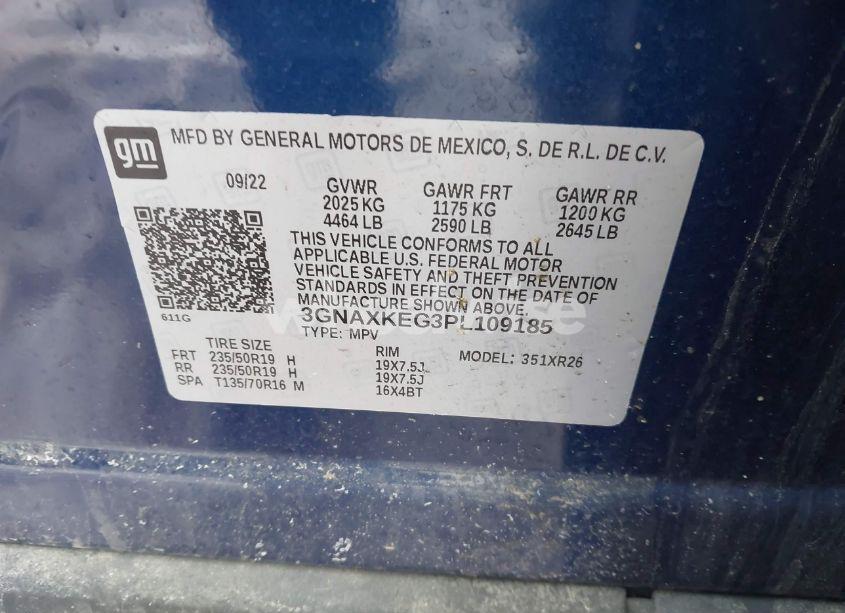 gm MFD BY GENERAL MOTORS DE MEXICO, S. DE R.L. DE C.V.
09/22 GVWR GAWR FRT GAWR RR
2025 KG 1175 KG 1200 KG
4464 LB 2590 LB 2645 LB
THIS VEHICLE CONFORMS TO ALL
APPLICABLE U.S. FEDERAL MOTOR
VEHICLE SAFETY AND THEFT PREVENTION
STANDARDS IN EFFECT ON THE DATE OF
MANUFACTURE SHOWN ABOVE.
611G 3GNAXKEG3PL109185
TYPE: MPV
TIRE SIZE RIM MODEL: 351XR26
FRT 235/50R19 H 19X7.5J
RR 235/50R19 H 19X7.5J
SPA T135/70R16 M 16X4BT